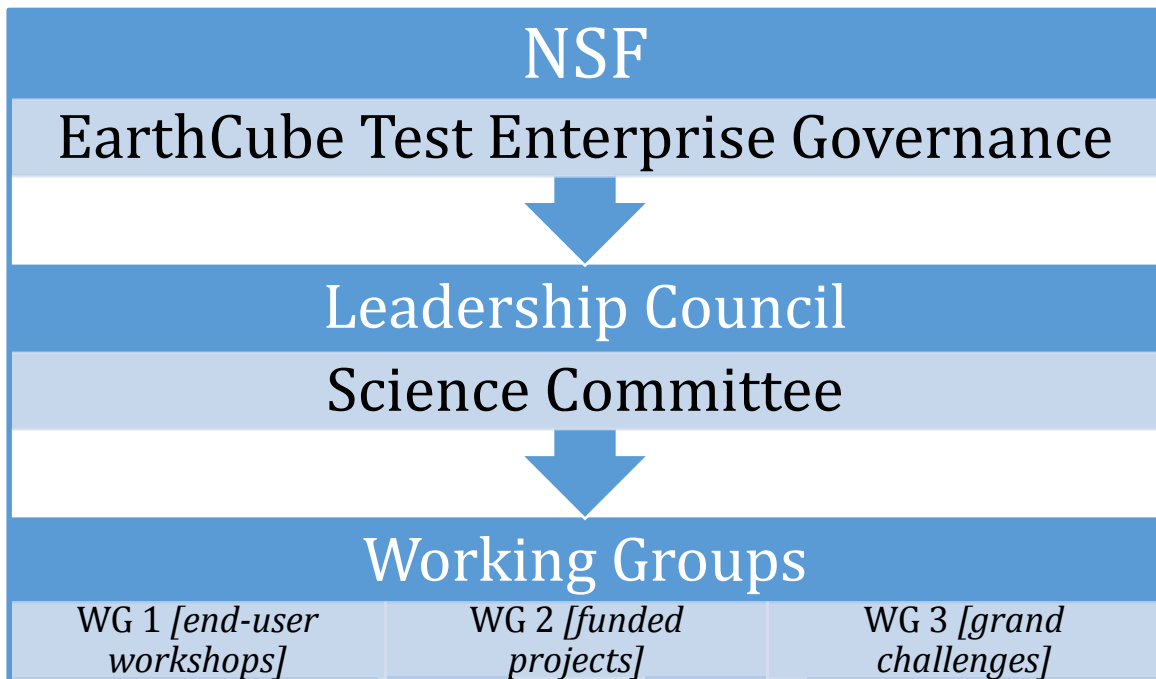 NSF
EarthCube Test Enterprise Governance
Leadership Council
Science Committee
Working Groups
WG 1 [end-user
workshops]
WG 2 [funded
projects]
WG 3 [grand
challenges]